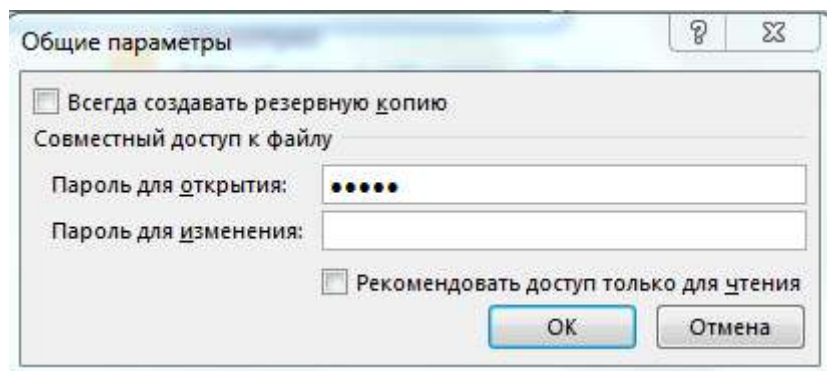 Общие параметры
Всегда создавать резервную копию
Совместный доступ к файлу
Пароль для открытия: •••••
Пароль для изменения:
Рекомендовать доступ только для чтения
ОК Отмена